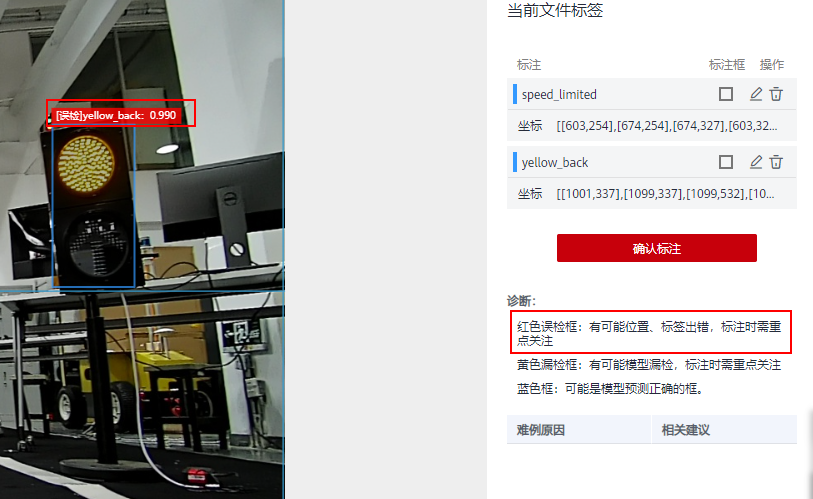 当前文件标签
标注 标注框 操作
speed_limited
坐标 [[603,254],[674,254],[674,327],[603,32...
yellow_back
坐标 [[1001,337],[1099,337],[1099,532],[10...
确认标注
[误检]yellow_back: 0.990
诊断：
红色误检框：有可能位置、标签出错，标注时需重
点关注
黄色漏检框：有可能模型漏检，标注时需重点关注
蓝色框：可能是模型预测正确的框。
难例原因 相关建议